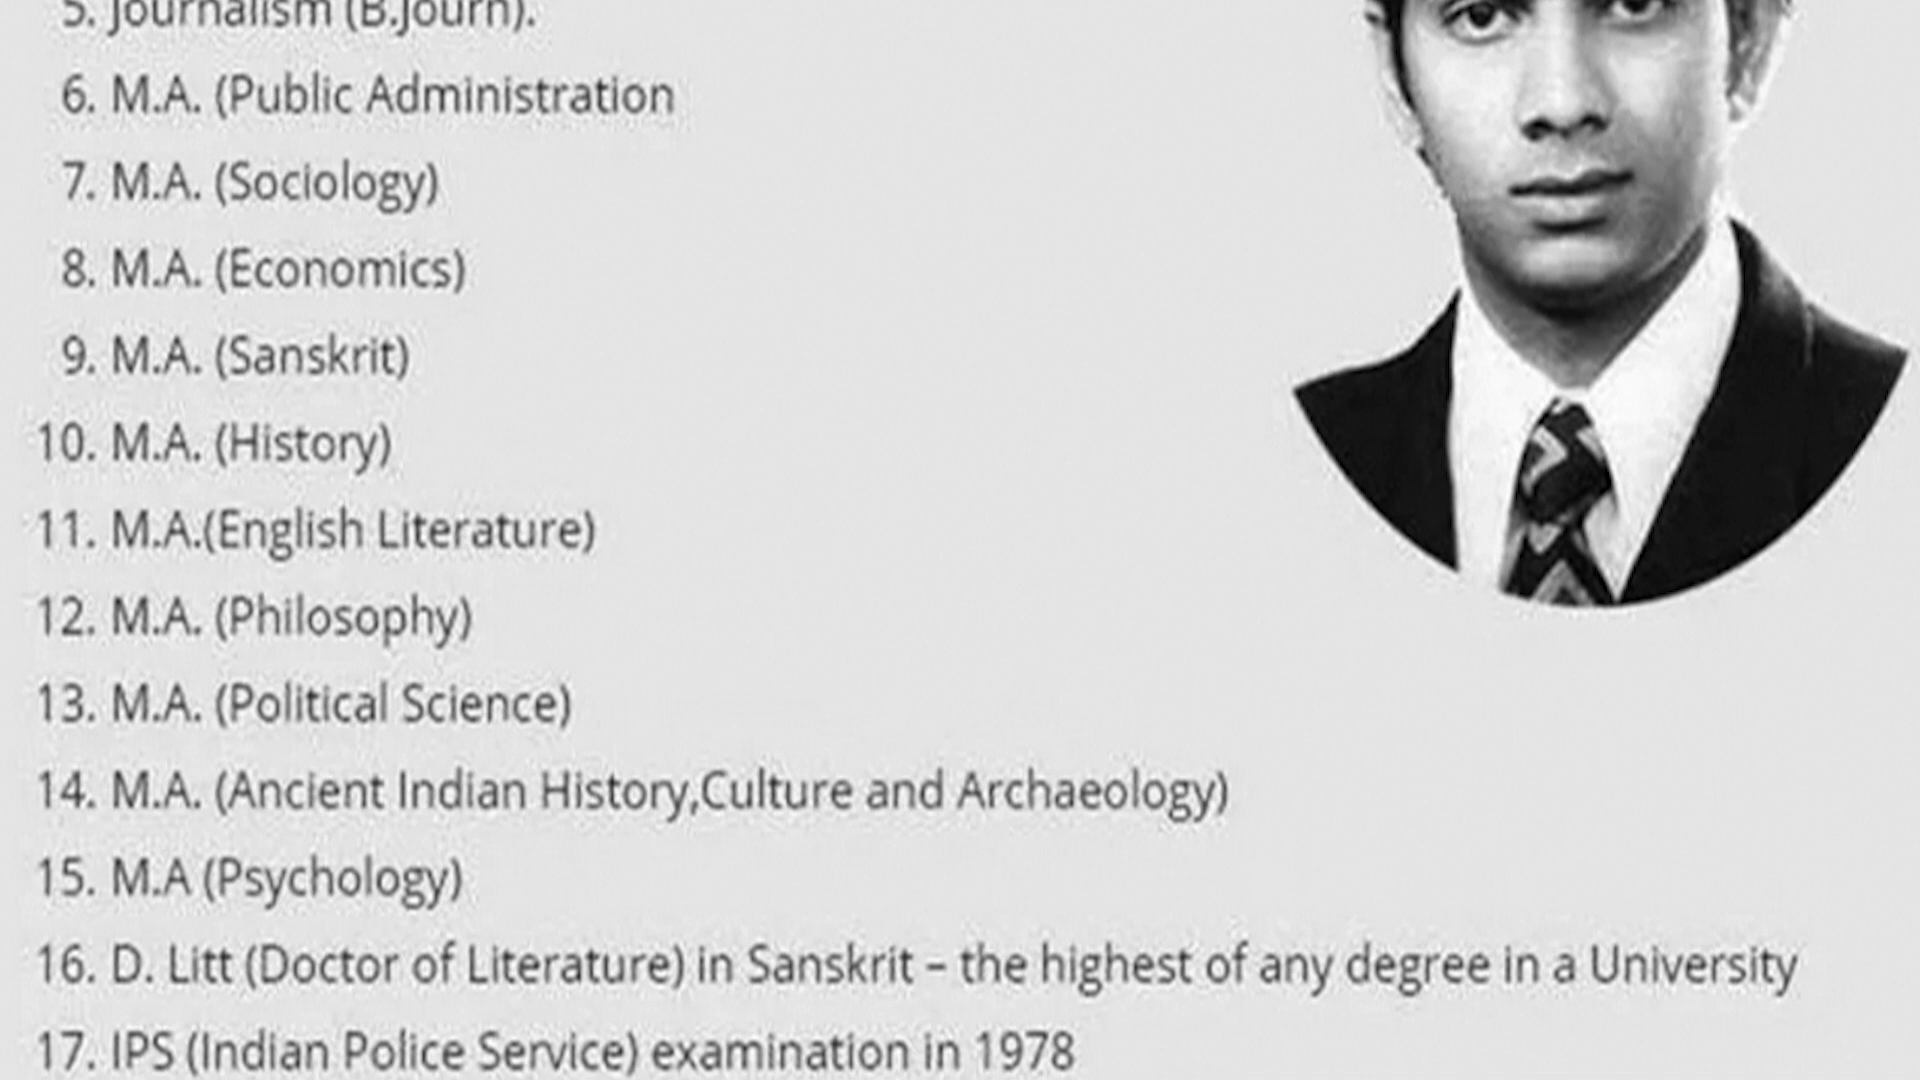 5. Journalism (B.Journ).
6. M.A. (Public Administration
7. M.A. (Sociology)
8. M.A. (Economics)
9. M.A. (Sanskrit)
10. M.A. (History)
11. M.A.(English Literature)
12. M.A. (Philosophy)
13. M.A. (Political Science)
14. M.A. (Ancient Indian History,Culture and Archaeology)
15. M.A (Psychology)
16. D. Litt (Doctor of Literature) in Sanskrit – the highest of any degree in a University
17. IPS (Indian Police Service) examination in 1978